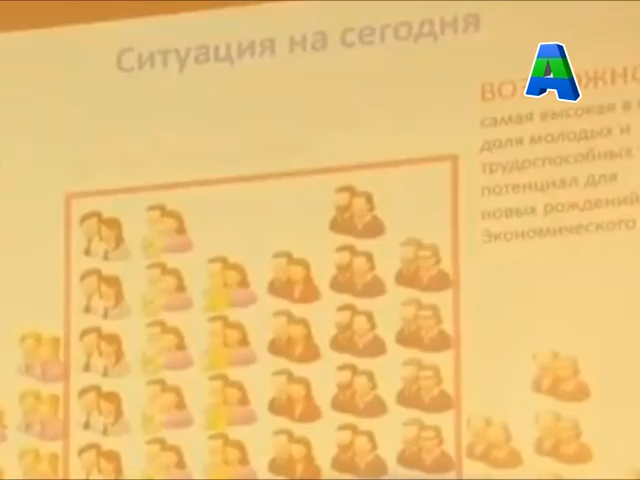 Ситуация на сегодня
самая высокая в
доля молодых и
трудоспособных
потенциал для
новых рождений
Экономического